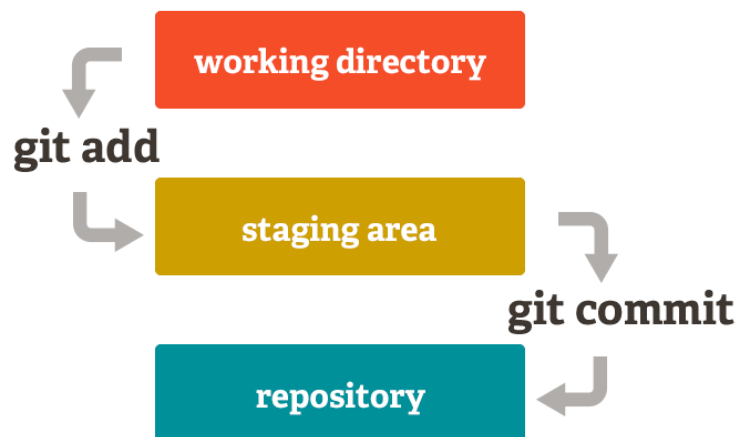 working directory
git add
staging area
git commit
repository